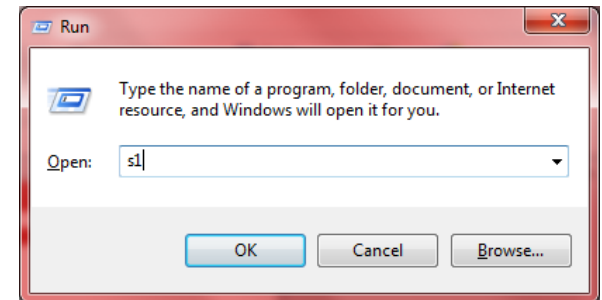 Run
Type the name of a program, folder, document, or Internet
resource, and Windows will open it for you.
Open: s1
OK Cancel Browse...